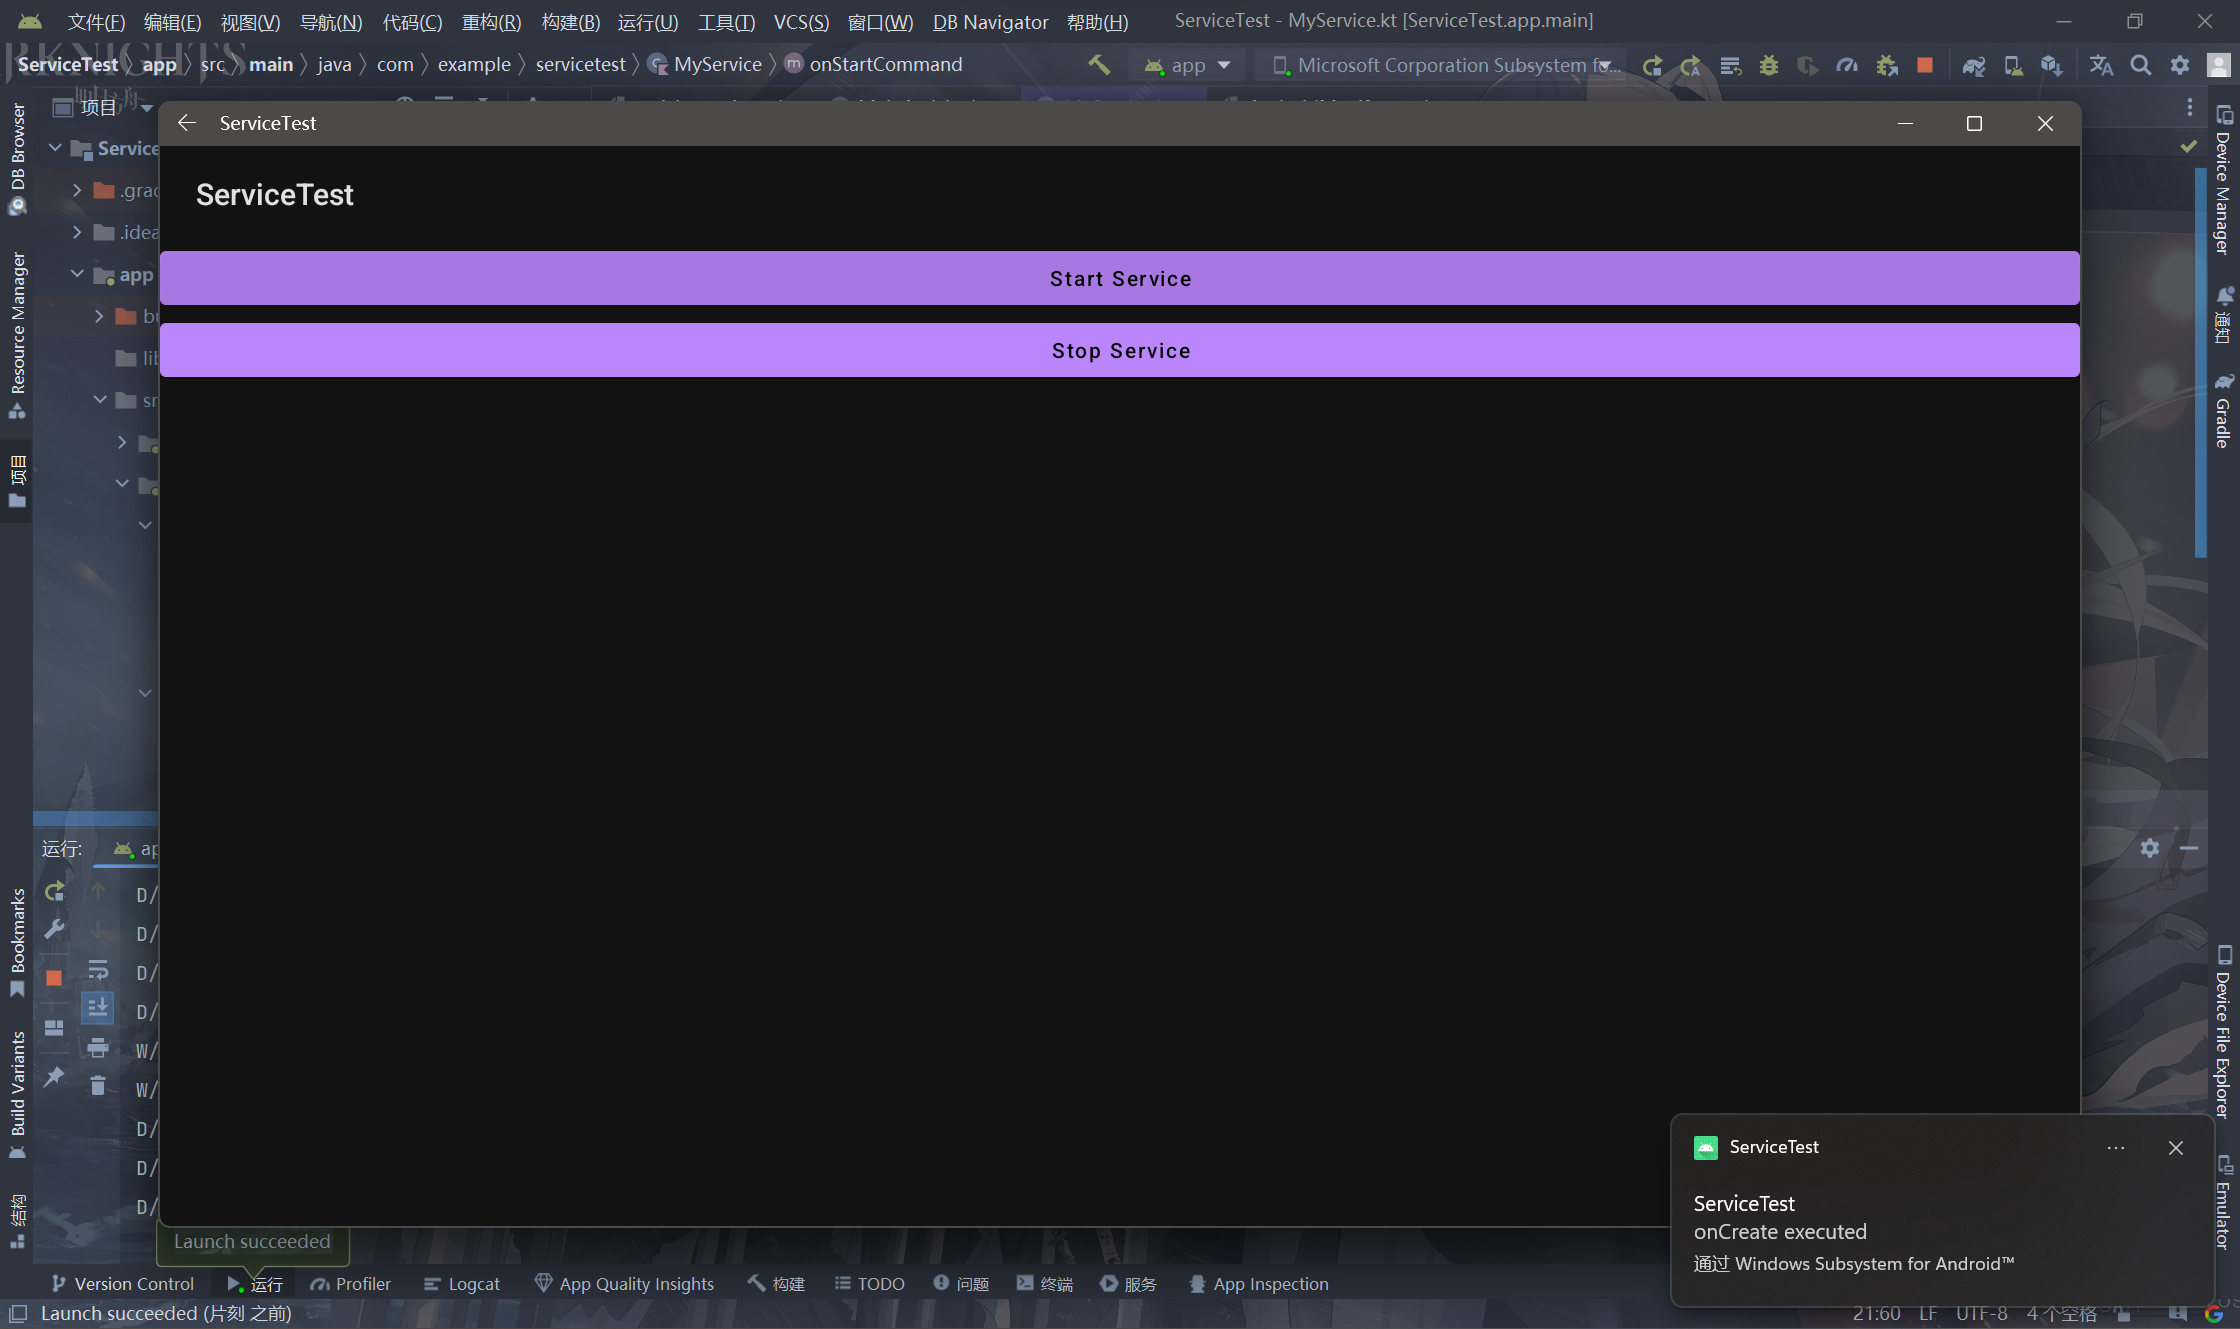 文件(F) 编辑(E) 视图(V) 导航(N) 代码(C) 重构(R) 构建(B) 运行(U) 工具(T) VCS(S) 窗口(W) DB Navigator 帮助(H) ServiceTest - MyService.kt [ServiceTest.app.main]
ServiceTest app src main java com example servicetest MyService onStartCommand app Microsoft Corporation Subsystem fo...
项目
ServiceTest
ServiceTest
Start Service
Stop Service
Service
.grad
.idea
app
bu
lib
sr
DB Browser
Resource Manager
项目
Bookmarks
Build Variants
结构
Device Manager
通知
Gradle
Device File Explorer
Emulator
运行: ap
D/
D/
D/
D/
W/
W/
D/
D/
D/
Launch succeeded
ServiceTest
ServiceTest
onCreate executed
通过 Windows Subsystem for Android™
Version Control 运行 Profiler Logcat App Quality Insights 构建 TODO 问题 终端 服务 App Inspection
Launch succeeded (片刻 之前) 21:60 LF UTF-8 4 个空格